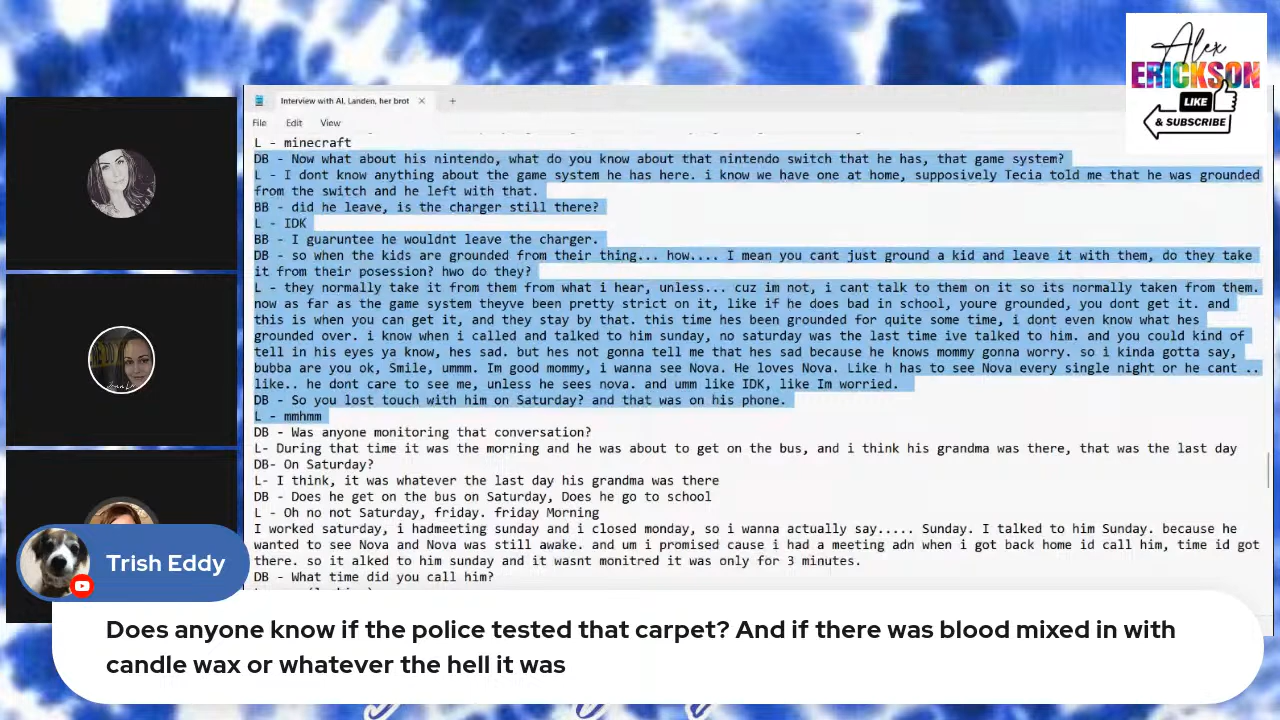 Alex
ERICKSON
LIKE
& SUBSCRIBE
Interview with Al, Landen, her brot
File Edit View
L - minecraft
DB - Now what about his nintendo, what do you know about that nintendo switch that he has, that game system?
L - I dont know anything about the game system he has here. i know we have one at home, supposively Tecia told me that he was grounded
from the switch and he left with that.
BB - did he leave, is the charger still there?
L - IDK
BB - I guaruntee he wouldnt leave the charger.
DB - so when the kids are grounded from their thing... how.... I mean you cant just ground a kid and leave it with them, do they take
it from their posession? hwo do they?
L - they normally take it from them from what i hear, unless... cuz im not, i cant talk to them on it so its normally taken from them.
now as far as the game system theyve been pretty strict on it, like if he does bad in school, youre grounded, you dont get it. and
this is when you can get it, and they stay by that. this time hes been grounded for quite some time, i dont even know what hes
grounded over. i know when i called and talked to him sunday, no saturday was the last time ive talked to him. and you could kind of
tell in his eyes ya know, hes sad. but hes not gonna tell me that hes sad because he knows mommy gonna worry. so i kinda gotta say,
bubba are you ok, Smile, ummm. Im good mommy, i wanna see Nova. He loves Nova. Like h has to see Nova every single night or he cant ..
like.. he dont care to see me, unless he sees nova. and umm like IDK, like Im worried.
DB - So you lost touch with him on Saturday? and that was on his phone.
L - mmhmm
DB - Was anyone monitoring that conversation?
L- During that time it was the morning and he was about to get on the bus, and i think his grandma was there, that was the last day
DB- On Saturday?
L- I think, it was whatever the last day his grandma was there
DB - Does he get on the bus on Saturday, Does he go to school
L - Oh no not Saturday, friday. friday Morning
I worked saturday, i hadmeeting sunday and i closed monday, so i wanna actually say..... Sunday. I talked to him Sunday. because he
wanted to see Nova and Nova was still awake. and um i promised cause i had a meeting adn when i got back home id call him, time id got
there. so it alked to him sunday and it wasnt monitred it was only for 3 minutes.
DB - What time did you call him?
Trish Eddy
Does anyone know if the police tested that carpet? And if there was blood mixed in with
candle wax or whatever the hell it was